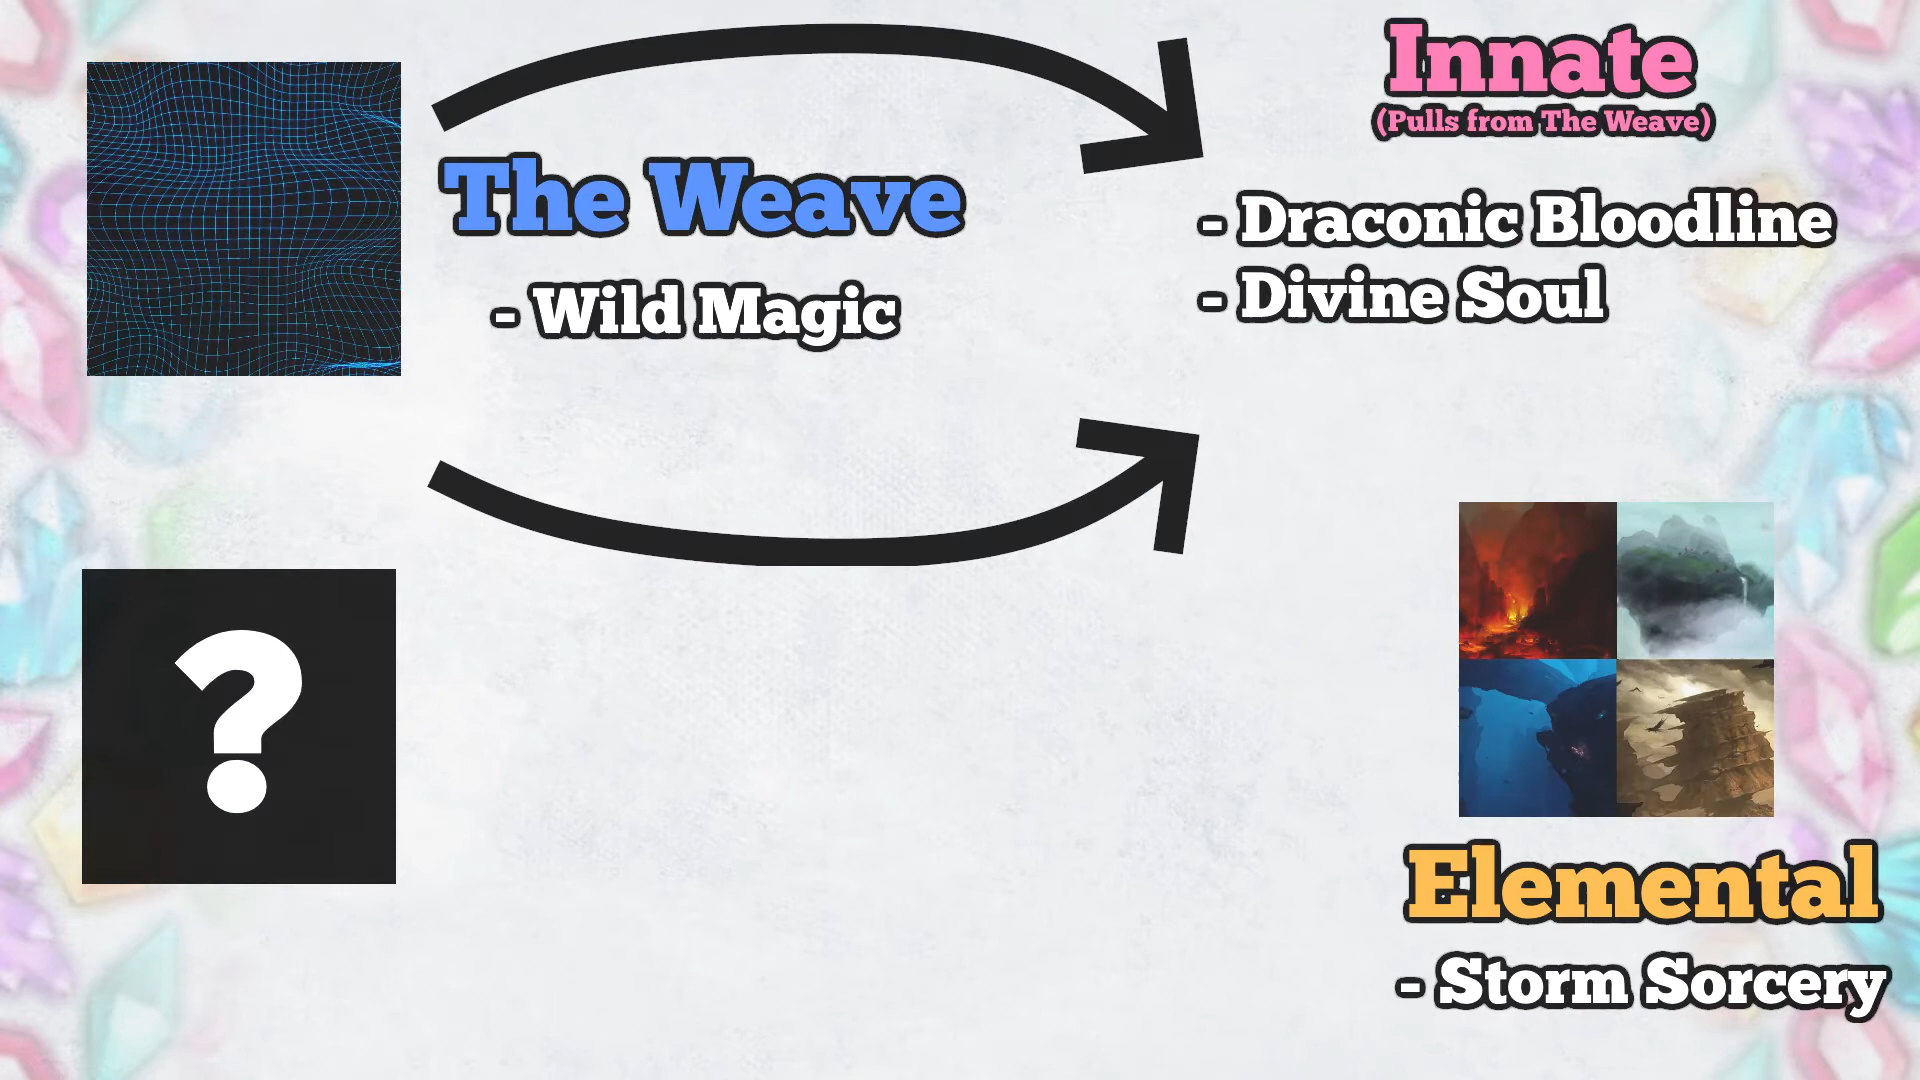 Innate
(Pulls from The Weave)
The Weave
- Wild Magic
- Draconic Bloodline
- Divine Soul
?
Elemental
- Storm Sorcery